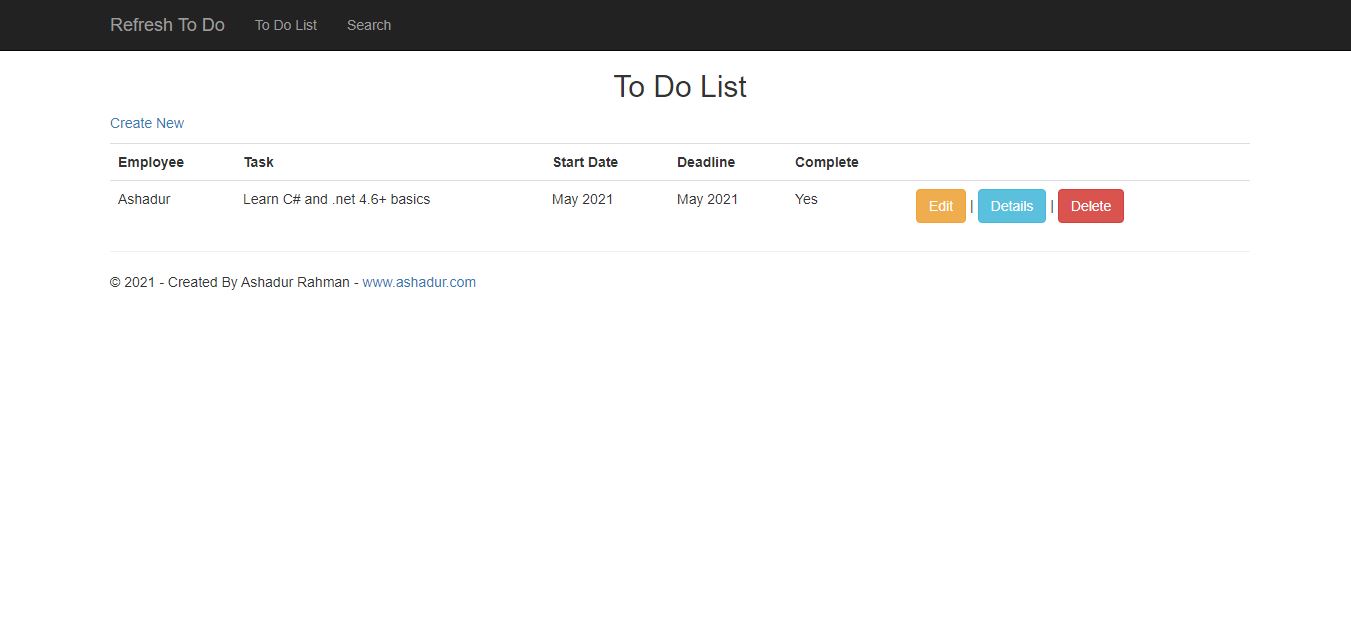 Refresh To Do To Do List Search
To Do List
Create New
Employee Task Start Date Deadline Complete
Ashadur Learn C# and .net 4.6+ basics May 2021 May 2021 Yes Edit | Details | Delete
© 2021 - Created By Ashadur Rahman - www.ashadur.com